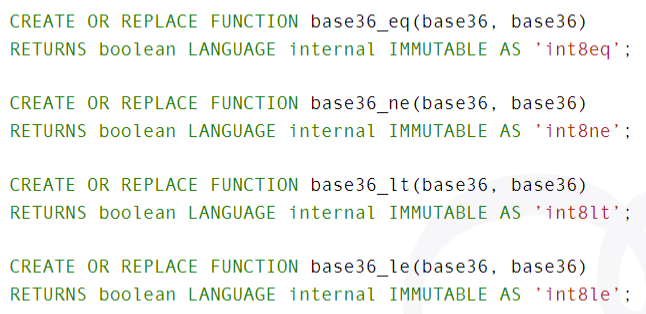 CREATE OR REPLACE FUNCTION base36_eq(base36, base36)
RETURNS boolean LANGUAGE internal IMMUTABLE AS ’int8eq’;
CREATE OR REPLACE FUNCTION base36_ne(base36, base36)
RETURNS boolean LANGUAGE internal IMMUTABLE AS ’int8ne’;
CREATE OR REPLACE FUNCTION base36_lt(base36, base36)
RETURNS boolean LANGUAGE internal IMMUTABLE AS ’int8lt’;
CREATE OR REPLACE FUNCTION base36_le(base36, base36)
RETURNS boolean LANGUAGE internal IMMUTABLE AS ’int8le’;